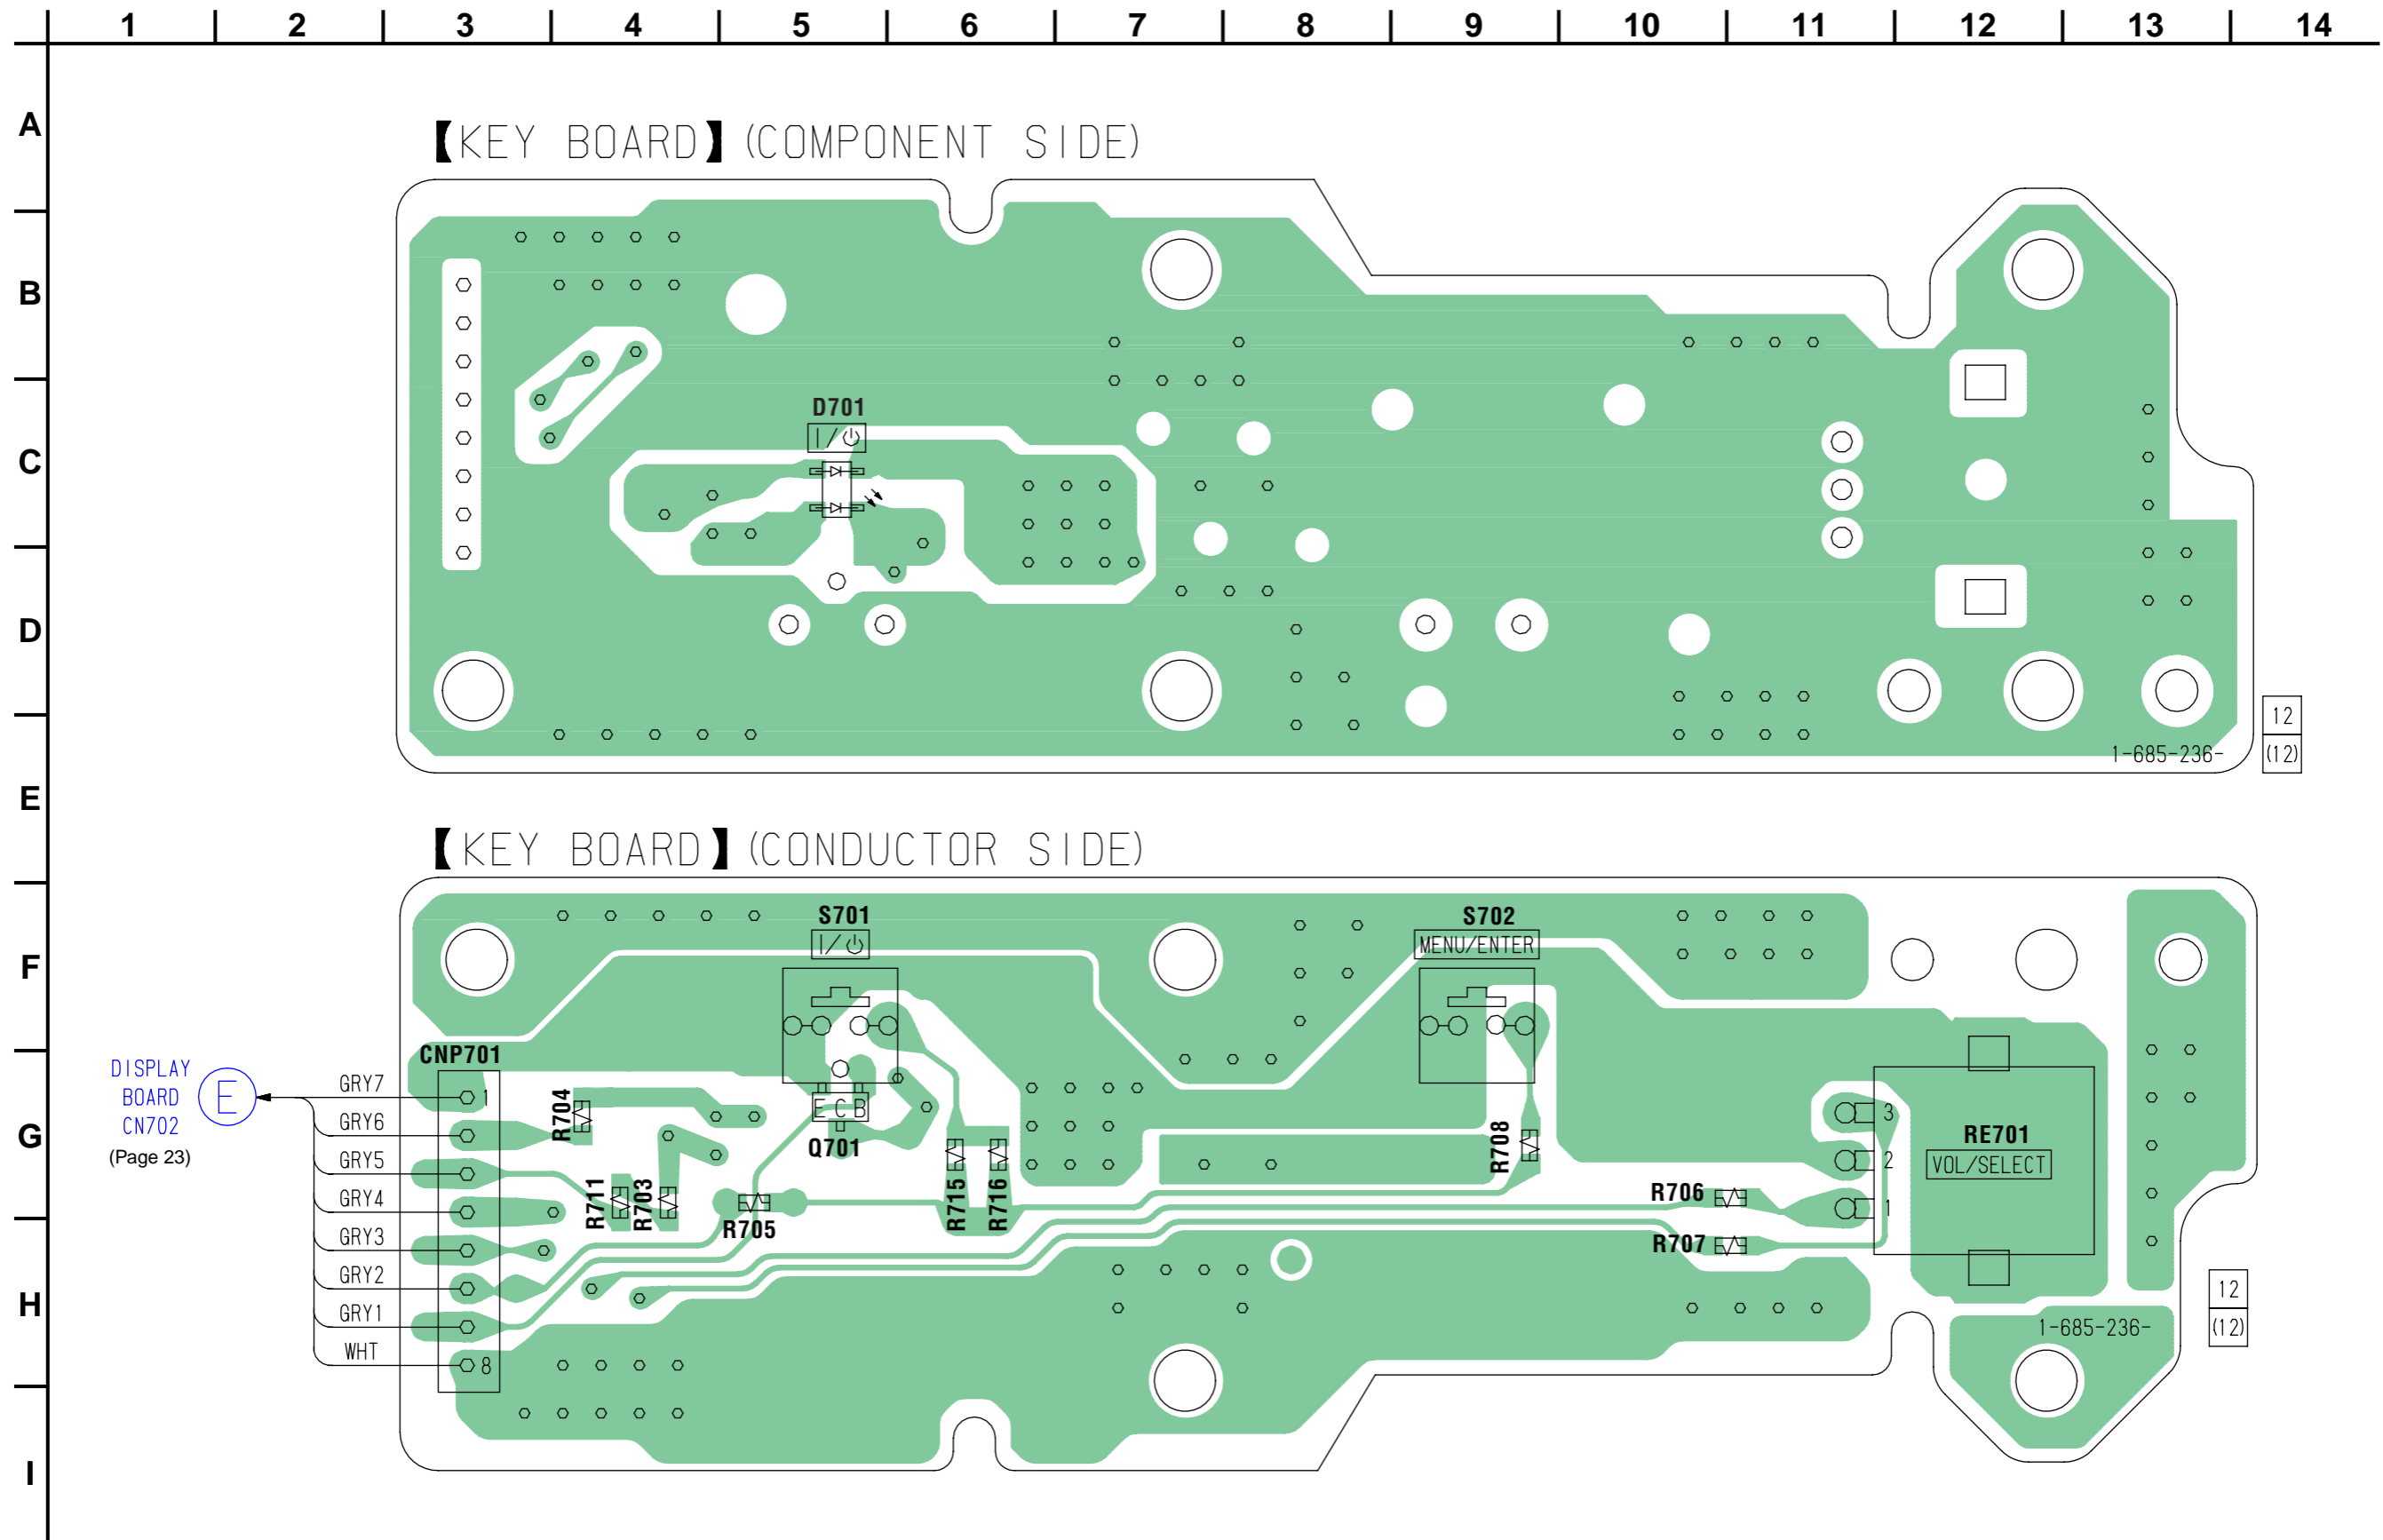 1 2 3 4 5 6 7 8 9 10 11 12 13 14
A
【KEY BOARD】(COMPONENT SIDE)
B
D701
I/⏻
C
D
12
1-685-236-
(12)
E
【KEY BOARD】(CONDUCTOR SIDE)
S701
S702
I/⏻
MENU/ENTER
F
CNP701
DISPLAY
BOARD
CN702
(Page 23)
E
GRY7
1
GRY6
GRY5
GRY4
GRY3
GRY2
GRY1
WHT
8
R704
E C B
Q701
R711
R703
R705
R715
R716
R708
R706
R707
3
2
1
RE701
VOL/SELECT
G
H
12
1-685-236-
(12)
I